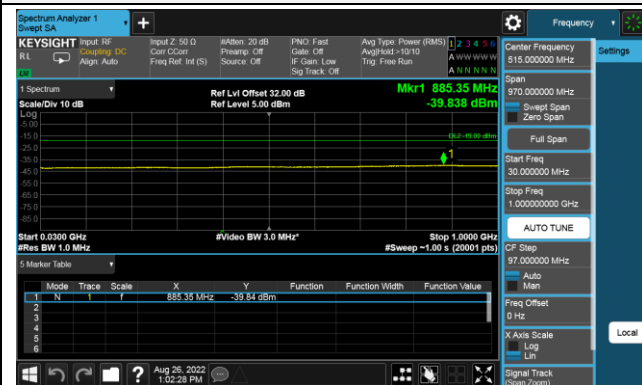 Spectrum Analyzer 1
Swept SA
+
Frequency
KEYSIGHT Input: RF
RL
Coupling: DC
Align: Auto
LVI
Input Z: 50 Ω
Corr CCorr
Freq Ref: Int (S)
#Atten: 20 dB
Preamp: Off
Source: Off
PNO: Fast
Gate: Off
IF Gain: Low
Sig Track: Off
Avg Type: Power (RMS)
Avg|Hold:>10/10
Trig: Free Run
1 2 3 4 5 6
A W W W W W
A N N N N N
1 Spectrum
Scale/Div 10 dB
Ref Lvl Offset 32.00 dB
Ref Level 5.00 dBm
Mkr1 885.35 MHz
-39.838 dBm
Log
-5.00
-15.0
-25.0
-35.0
-45.0
-55.0
-65.0
-75.0
-85.0
DL2 -19.00 dBm
1
Start 0.0300 GHz
#Res BW 1.0 MHz
#Video BW 3.0 MHz*
Stop 1.0000 GHz
#Sweep ~1.00 s (20001 pts)
5 Marker Table
Mode Trace Scale X Y Function Function Width Function Value
1 N 1 f 885.35 MHz -39.84 dBm
2
3
4
5
6
Aug 26, 2022
1:02:28 PM
Center Frequency
515.000000 MHz
Span
970.000000 MHz
Swept Span
Zero Span
Full Span
Start Freq
30.000000 MHz
Stop Freq
1.000000000 GHz
AUTO TUNE
CF Step
97.000000 MHz
Auto
Man
Freq Offset
0 Hz
X Axis Scale
Log
Lin
Signal Track
(Span Zoom)
Settings
Local